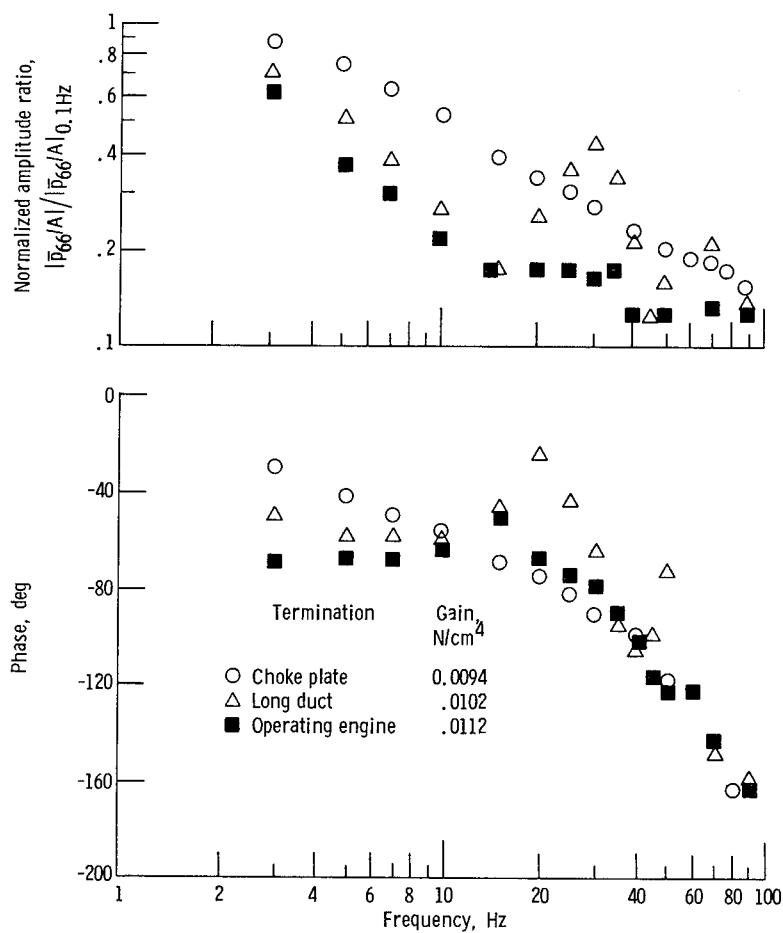 1
.8
.6
.4
.2
.1
Normalized amplitude ratio,
|p̅66/A|/|p̅66/A|0.1Hz
0
-40
-80
-120
-160
-200
Phase, deg
Termination Gain,
N/cm4
Choke plate 0.0094
Long duct .0102
Operating engine .0112
1 2 4 6 8 10 20 40 60 80 100
Frequency, Hz